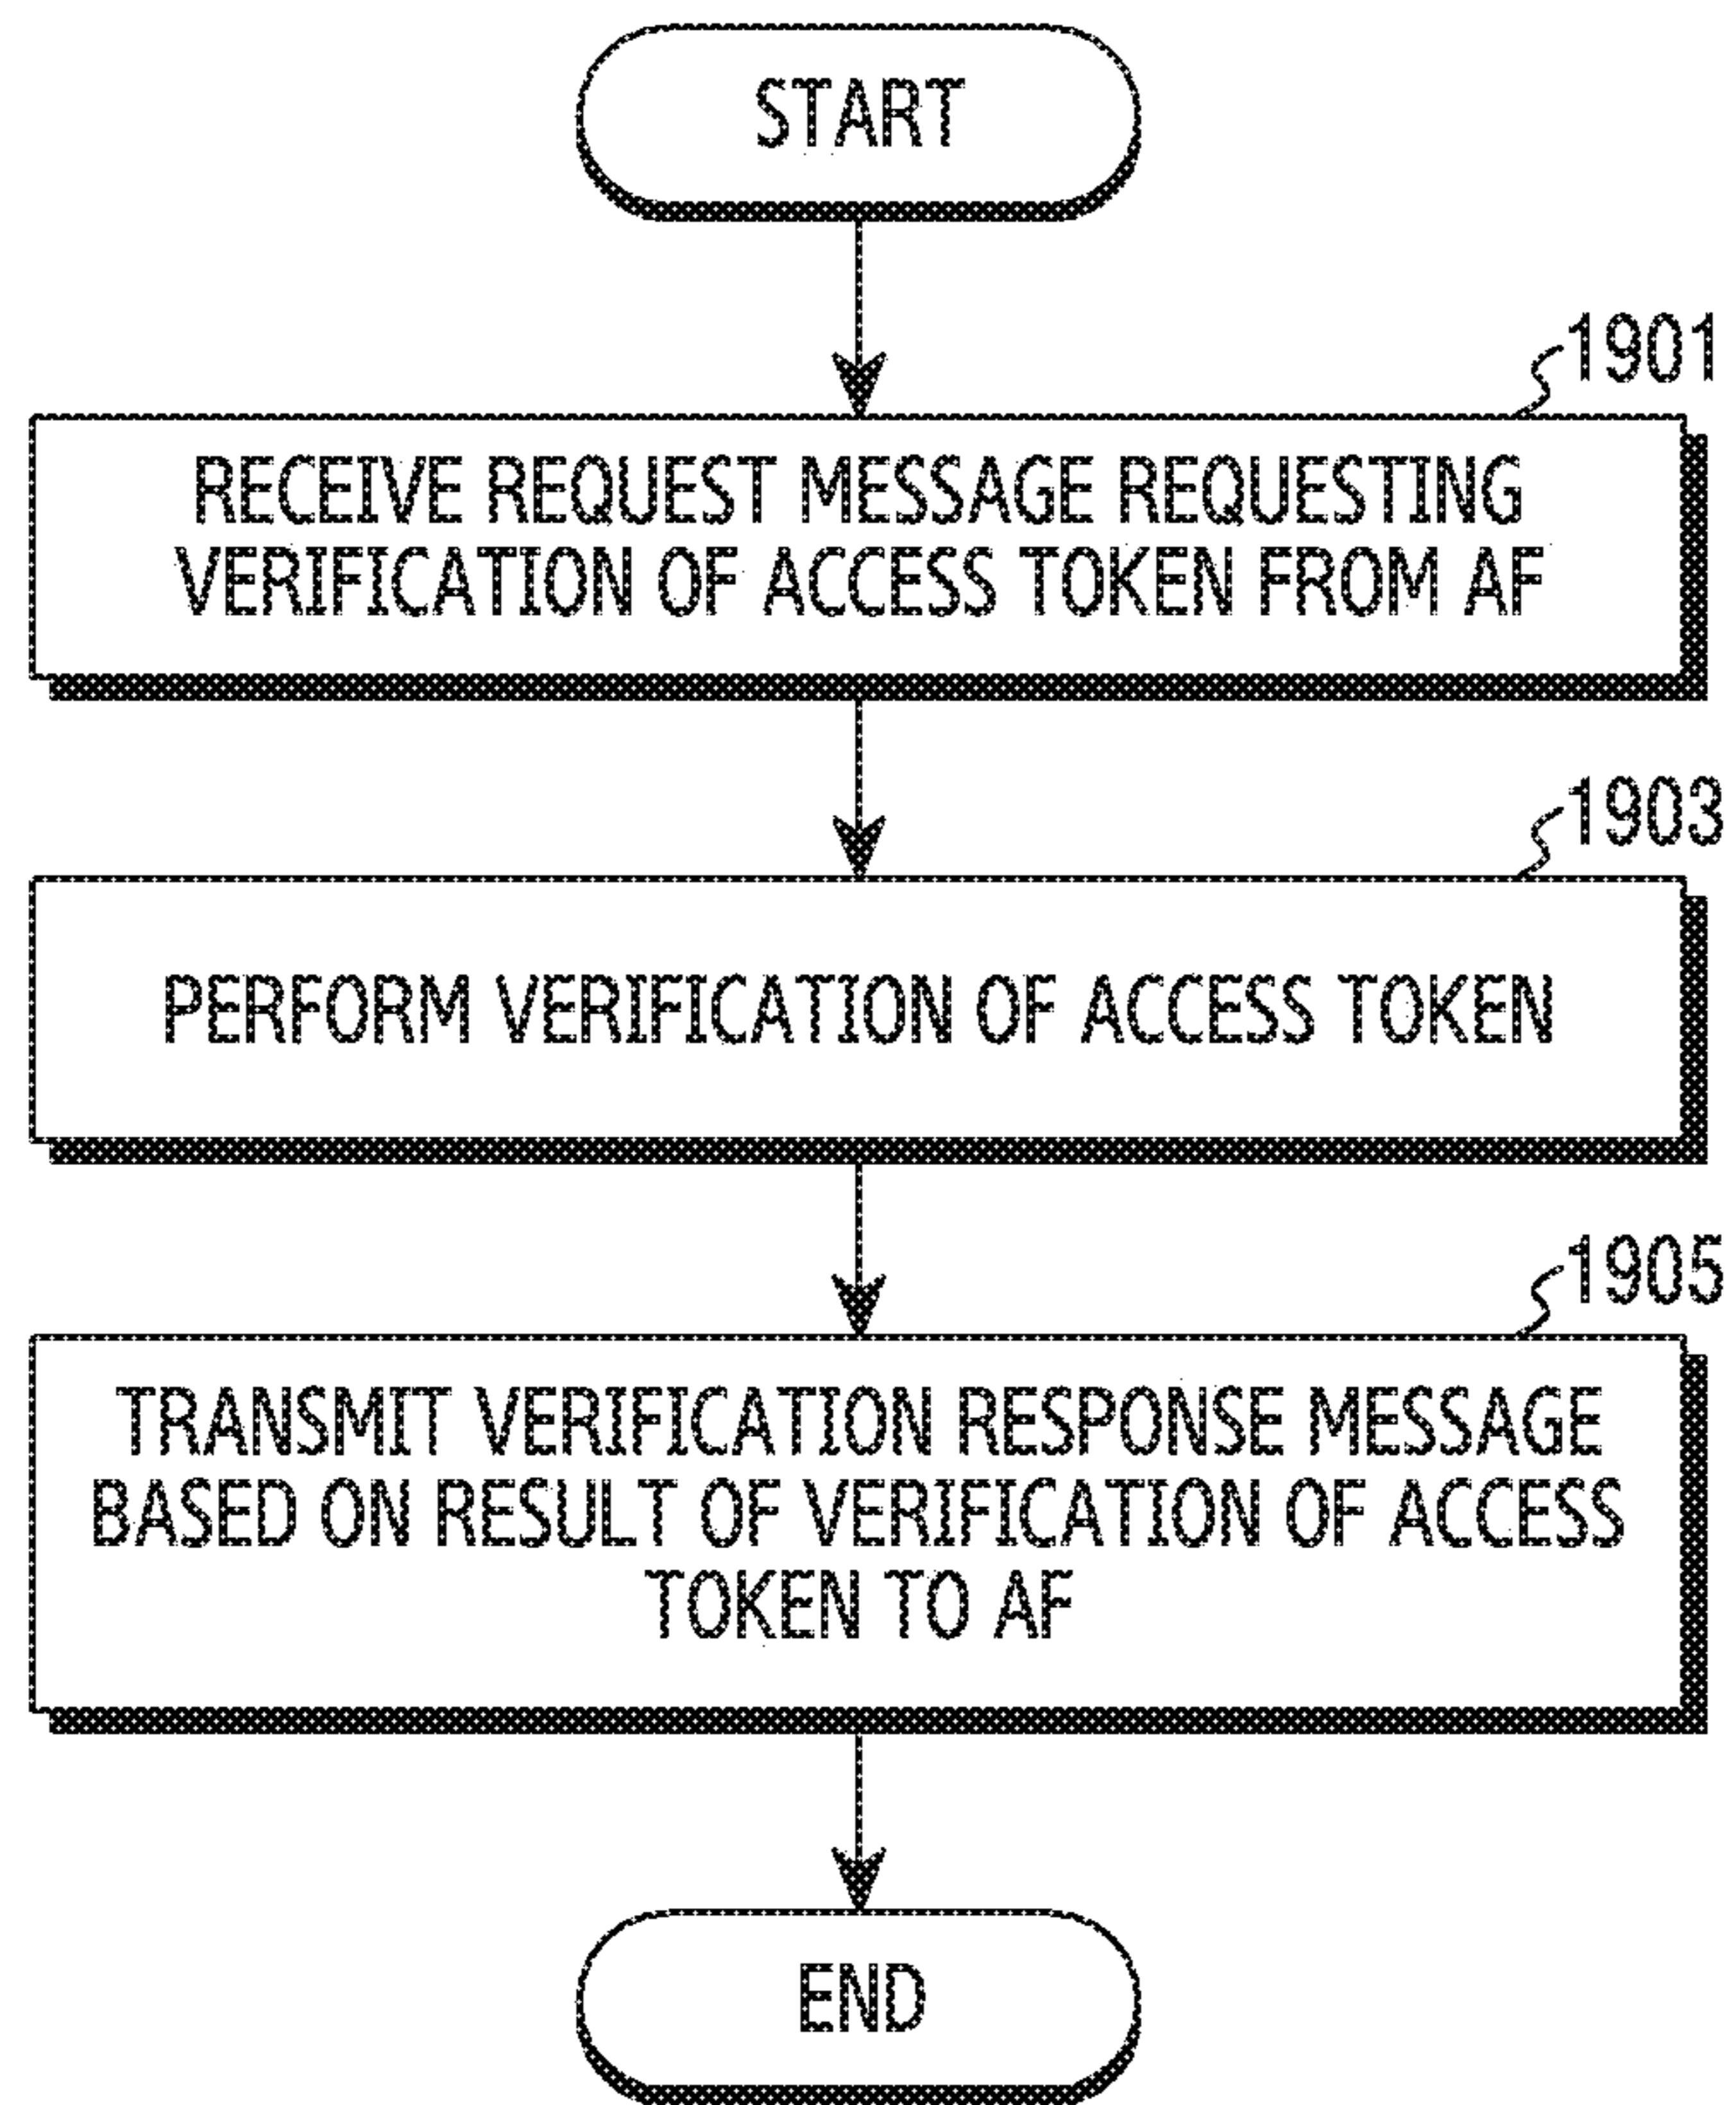 START
1901
RECEIVE REQUEST MESSAGE REQUESTING
VERIFICATION OF ACCESS TOKEN FROM AF
1903
PERFORM VERIFICATION OF ACCESS TOKEN
1905
TRANSMIT VERIFICATION RESPONSE MESSAGE
BASED ON RESULT OF VERIFICATION OF ACCESS
TOKEN TO AF
END